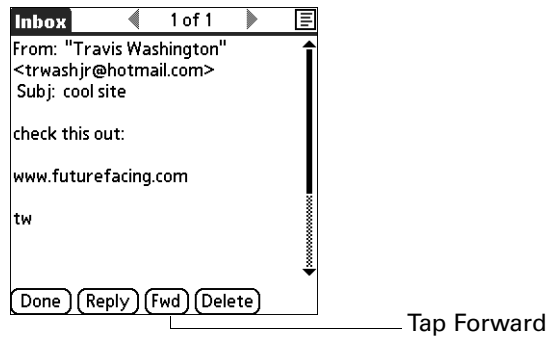 Inbox 1 of 1
From: "Travis Washington"
<trwashjr@hotmail.com>
Subj: cool site
check this out:
www.futurefacing.com
tw
Done Reply Fwd Delete
Tap Forward